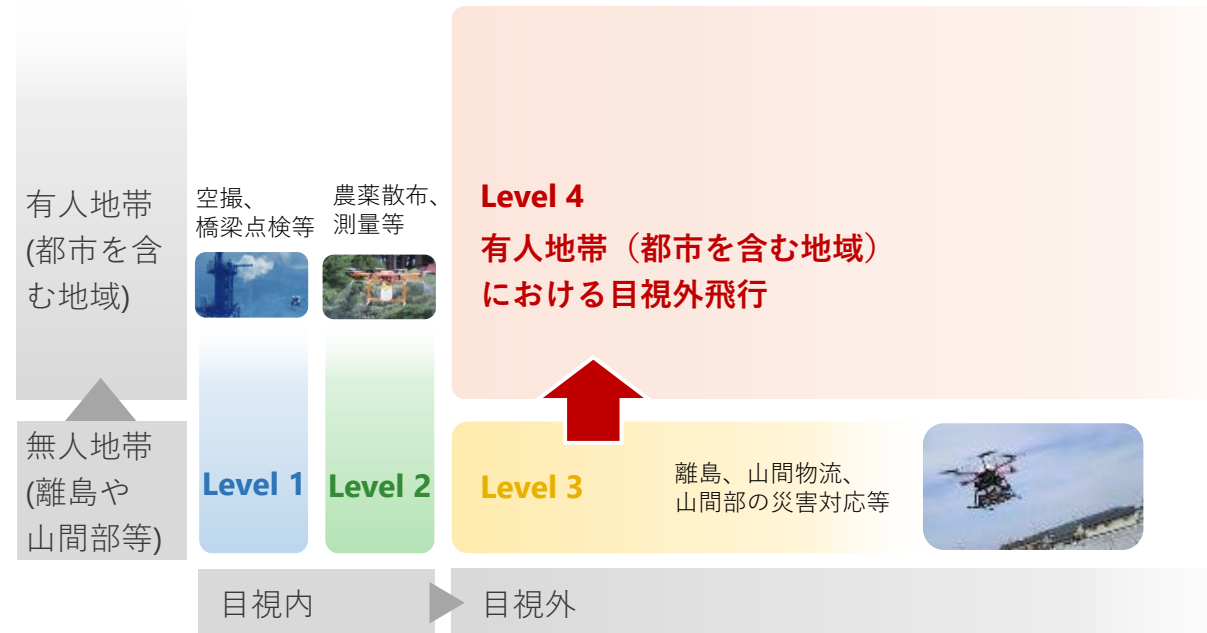 有人地帯
(都市を含
む地域)
空撮、
橋梁点検等
農薬散布、
測量等
Level 4
有人地帯（都市を含む地域）
における目視外飛行
無人地帯
(離島や
山間部等)
Level 1
Level 2
Level 3
離島、山間物流、
山間部の災害対応等
目視内
目視外